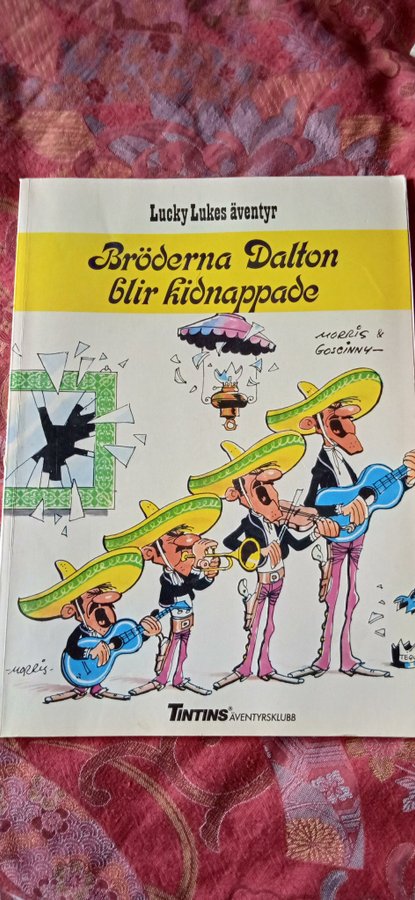 Lucky Lukes äventyr
Bröderna Dalton
blir kidnappade
MORRIS &
GOSCINNY
-MORRIS-
TINTINS® ÄVENTYRSKLUBB